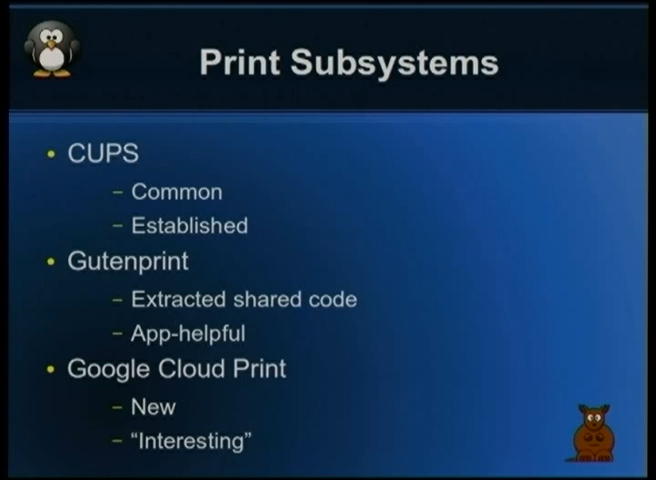 Print Subsystems
• CUPS
– Common
– Established
• Gutenprint
– Extracted shared code
– App-helpful
• Google Cloud Print
– New
– “Interesting”